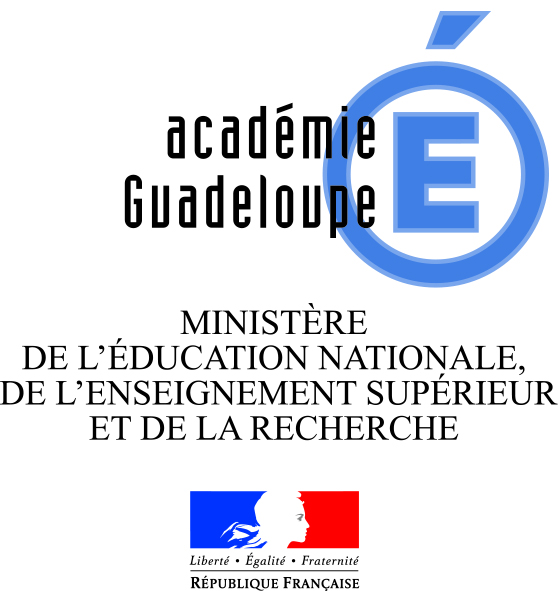 académie
Guadeloupe
É
MINISTÈRE
DE L’ÉDUCATION NATIONALE,
DE L’ENSEIGNEMENT SUPÉRIEUR
ET DE LA RECHERCHE
Liberté • Égalité • Fraternité
RÉPUBLIQUE FRANÇAISE